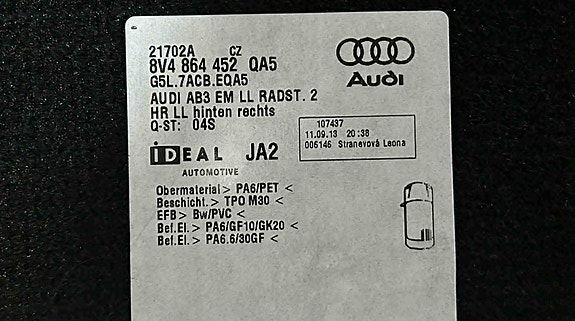 21702A CZ
8V4 864 452 QA5
G5L.7ACB.EQA5
AUDI AB3 EM LL RADST. 2
HR LL hinten rechts
Q-ST: 04S
Audi
107437
11.09.13 20:38
005146 Stranevová Leona
IDEAL JA2
AUTOMOTIVE
Obermaterial > PA6/PET <
Beschicht. > TPO M30 <
EFB > Bw/PVC <
Bef.El. > PA6/GF10/GK20 <
Bef.El. > PA6.6/30GF <